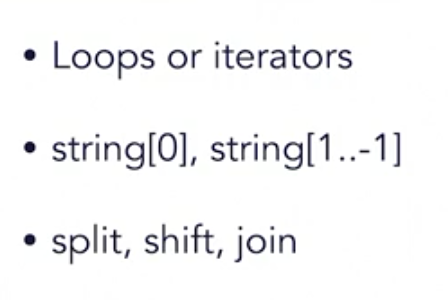 • Loops or iterators
• string[0], string[1..-1]
• split, shift, join